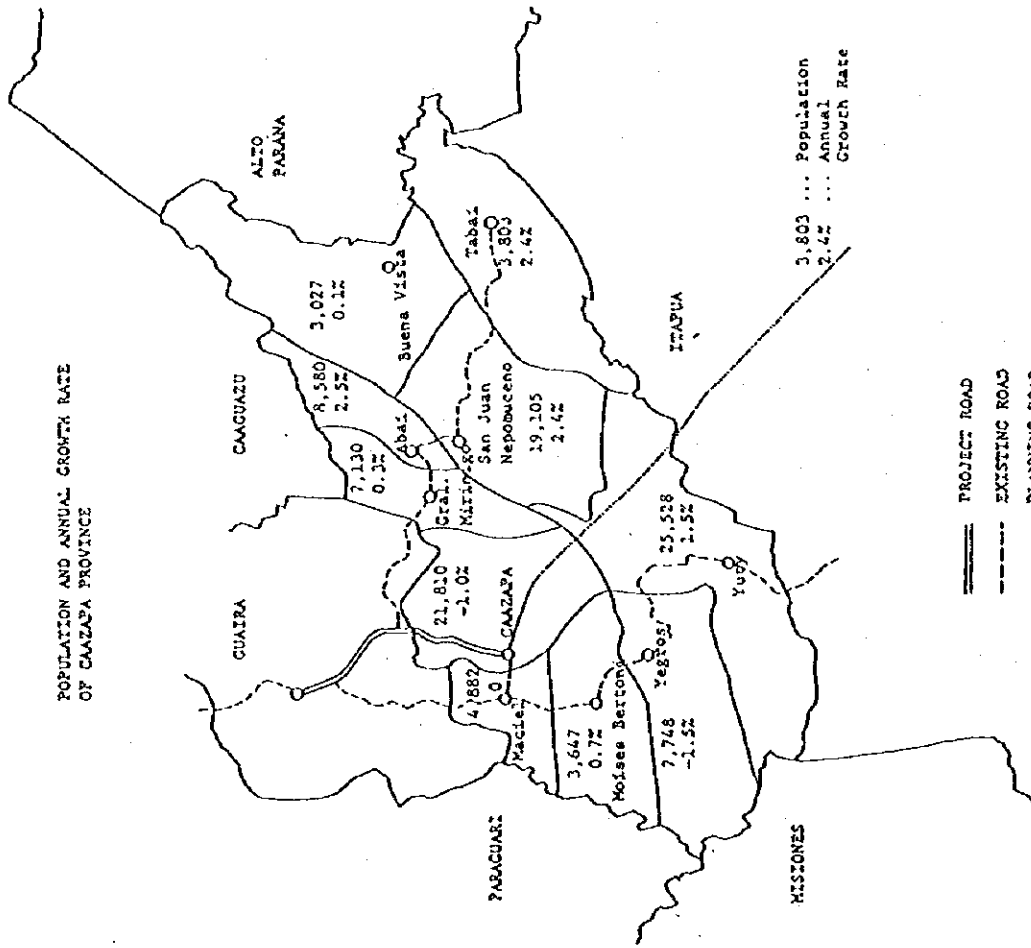 POPULATION AND ANNUAL GROWTH RATE
OF CAAZAPA PROVINCE
GUAIRA
CAAGUAZU
ALTO
PARANA
8,580
2.5%
3,027
0.1%
7,130
0.3%
Abaí
Buena Vista
Gral.
21,810
-1.0%
San Juan
Nepomuceno
19,105
2.4%
Tabaí
3,803
2.4%
PARAGUARI
4,882
0
Maciel
CAAZAPA
3,647
0.7%
Moises Bertoni
Yegros
7,748
-1.5%
25,528
1.5%
Yuty
ITAPUA
MISIONES
3,803 ... Population
2.4% ... Annual
Growth Rate
PROJECT ROAD
EXISTING ROAD